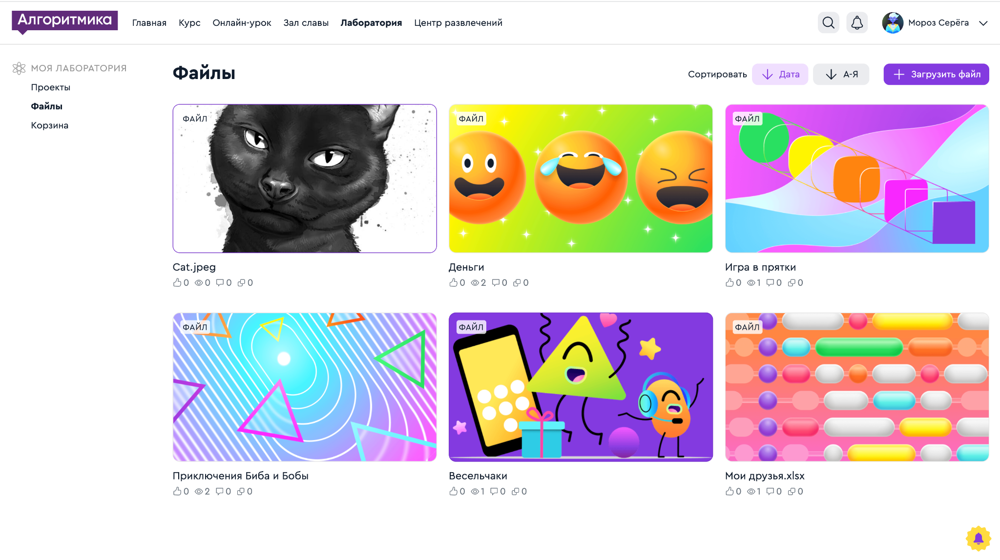 Алгоритмика
Главная Курс Онлайн-урок Зал славы Лаборатория Центр развлечений
Мороз Серёга
МОЯ ЛАБОРАТОРИЯ
Проекты
Файлы
Корзина
Файлы
Сортировать Дата А-Я Загрузить файл
ФАЙЛ ФАЙЛ ФАЙЛ
Cat.jpeg Деньги Игра в прятки
0 0 0 0 0 2 0 0 0 1 0 0
ФАЙЛ ФАЙЛ ФАЙЛ
Приключения Биба и Бобы Весельчаки Мои друзья.xlsx
0 2 0 0 0 1 0 0 0 1 0 0